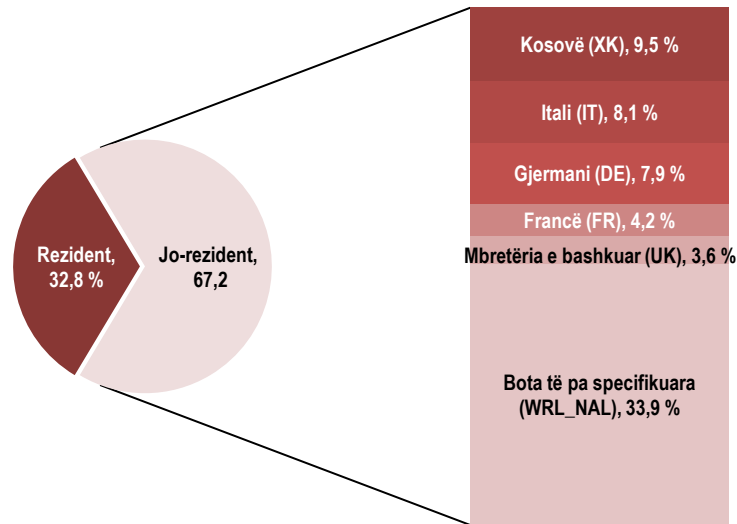 Rezident,
32,8 %
Jo-rezident,
67,2
Kosovë (XK), 9,5 %
Itali (IT), 8,1 %
Gjermani (DE), 7,9 %
Francë (FR), 4,2 %
Mbretëria e bashkuar (UK), 3,6 %
Bota të pa specifikuara
(WRL_NAL), 33,9 %